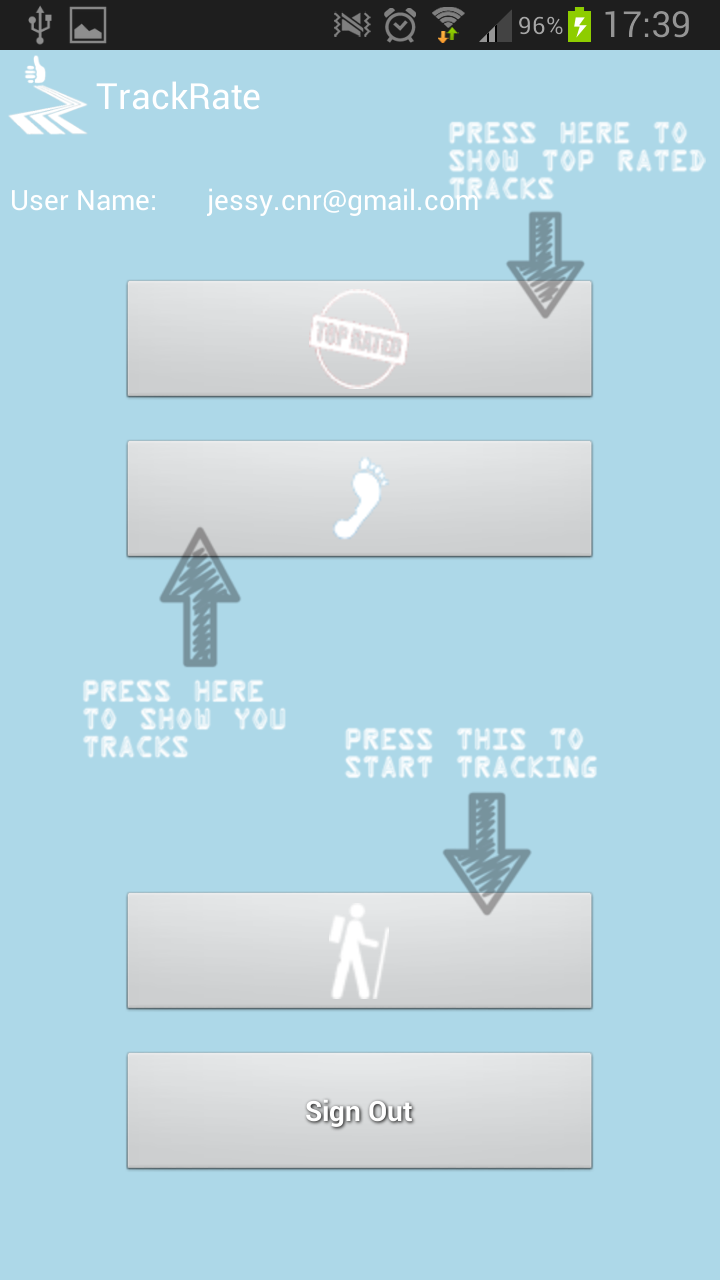 96% 17:39
TrackRate
PRESS HERE TO
SHOW TOP RATED
TRACKS
User Name: jessy.cnr@gmail.com
TOP RATED
PRESS HERE
TO SHOW YOU
TRACKS
PRESS THIS TO
START TRACKING
Sign Out